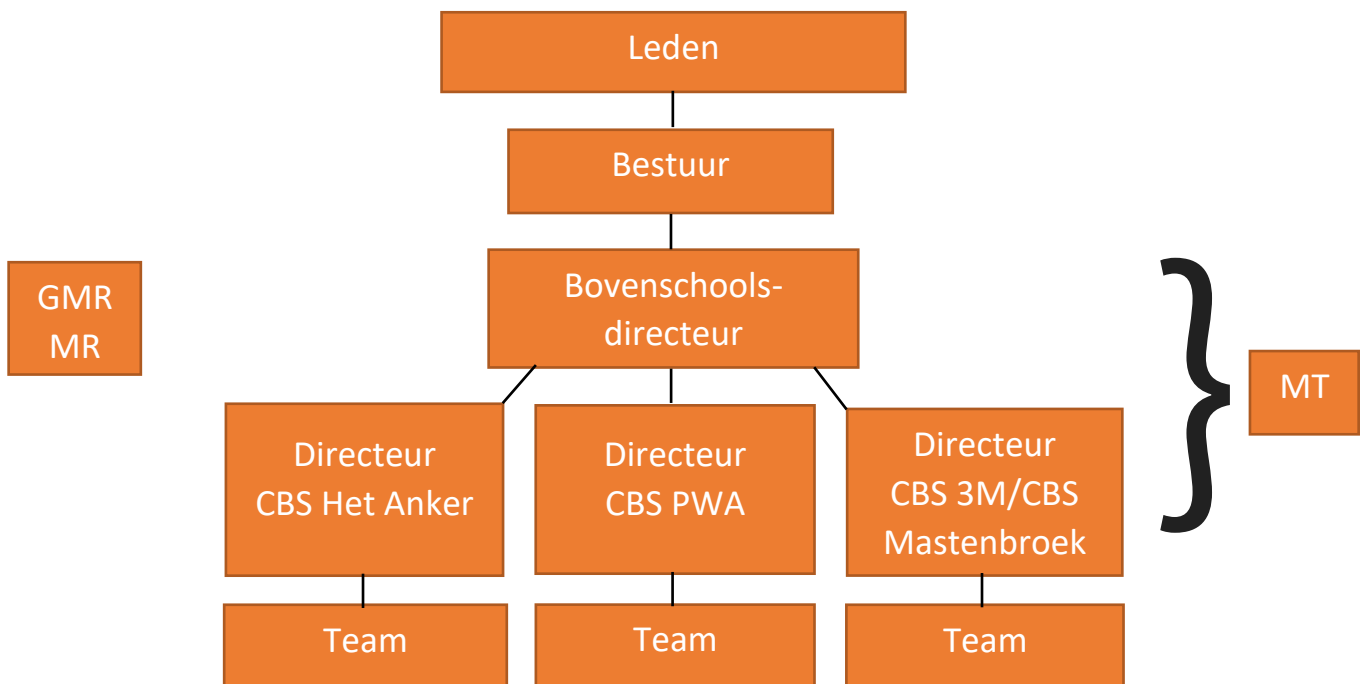 Leden
Bestuur
Bovenschools-
directeur
GMR
MR
MT
Directeur
CBS Het Anker
Directeur
CBS PWA
Directeur
CBS 3M/CBS
Mastenbroek
Team
Team
Team